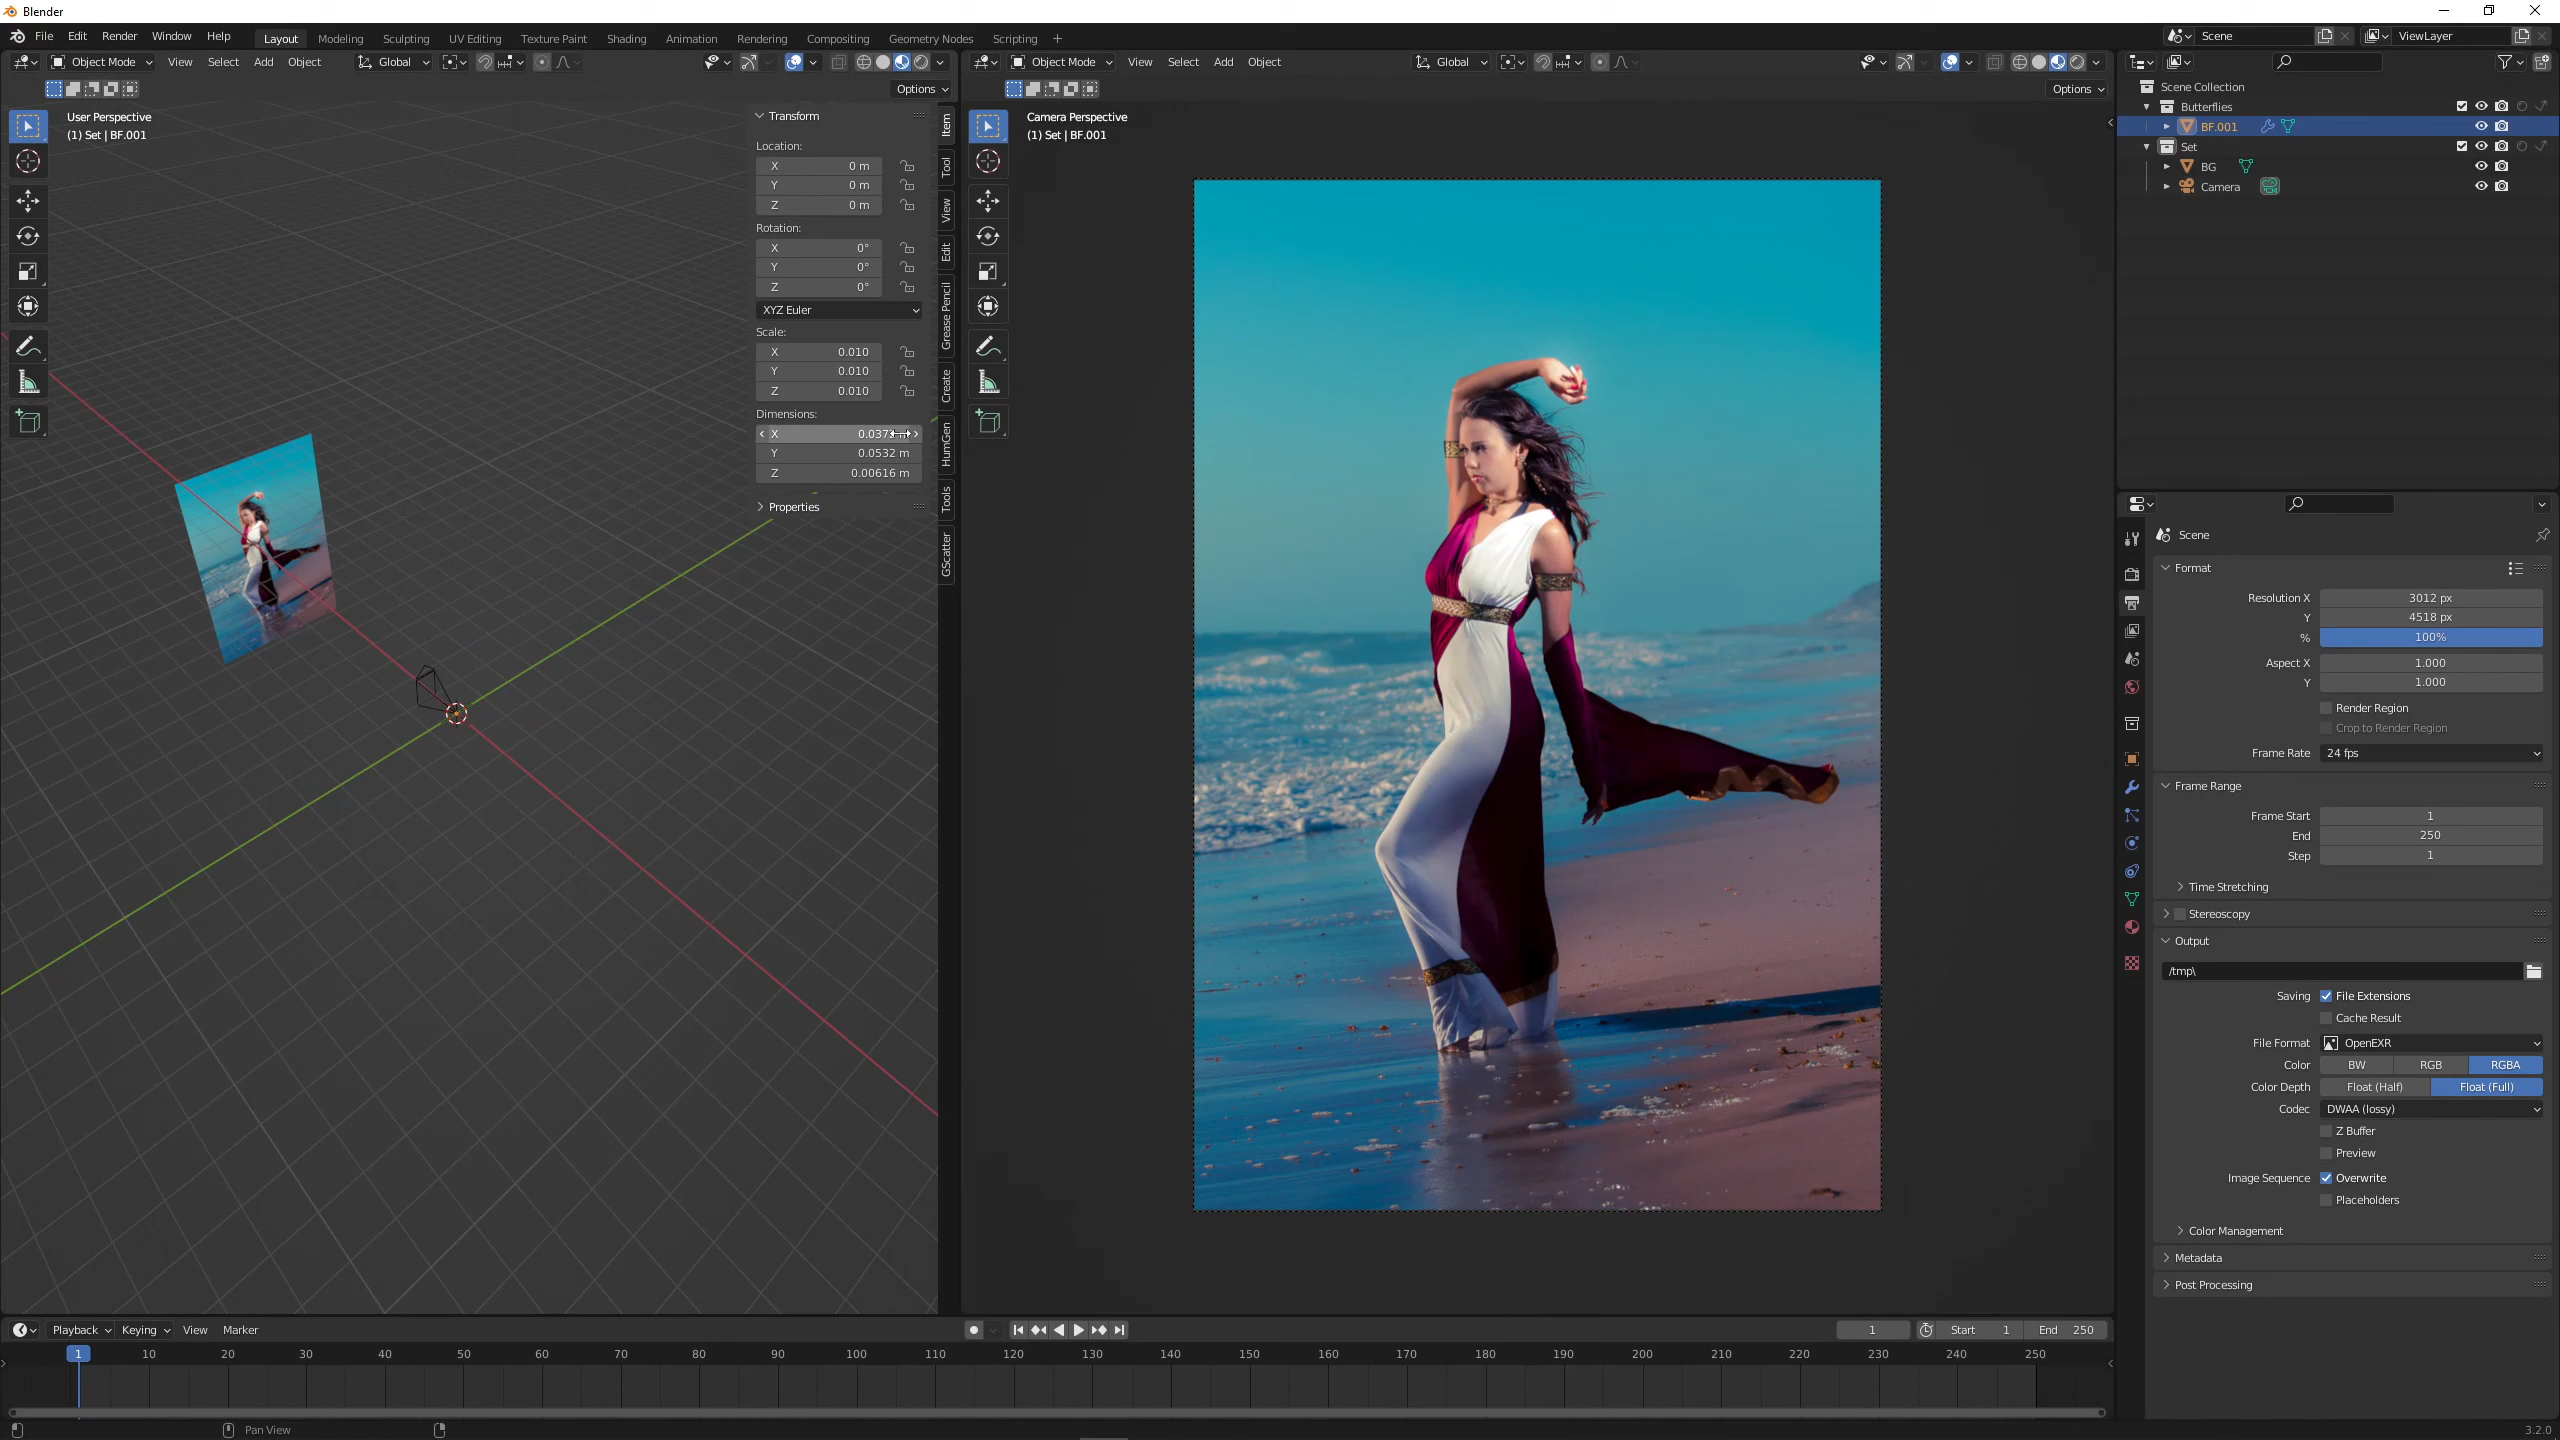 Blender
File Edit Render Window Help Layout Modeling Sculpting UV Editing Texture Paint Shading Animation Rendering Compositing Geometry Nodes Scripting + Scene ViewLayer
Object Mode View Select Add Object Global
Options
User Perspective
(1) Set | BF.001
Transform
Location:
X 0 m
Y 0 m
Z 0 m
Rotation:
X 0°
Y 0°
Z 0°
XYZ Euler
Scale:
X 0.010
Y 0.010
Z 0.010
Dimensions:
X
Y 0.0532 m
Z 0.00616 m
Properties
Item
Tool
View
Edit
Grease Pencil
Create
HumGen
Tools
GScatter
Object Mode View Select Add Object Global
Options
Camera Perspective
(1) Set | BF.001
Scene Collection
Butterflies
BF.001
Set
BG
Camera
Scene
Format
Resolution X 3012 px
Y 4518 px
% 100%
Aspect X 1.000
Y 1.000
Render Region
Crop to Render Region
Frame Rate 24 fps
Frame Range
Frame Start 1
End 250
Step 1
Time Stretching
Stereoscopy
Output
/tmp\
Saving File Extensions
Cache Result
File Format OpenEXR
Color BW RGB RGBA
Color Depth Float (Half) Float (Full)
Codec DWAA (lossy)
Z Buffer
Preview
Image Sequence Overwrite
Placeholders
Color Management
Metadata
Post Processing
Playback Keying View Marker 1 Start 1 End 250
1 10 20 30 40 50 60 70 80 90 100 110 120 130 140 150 160 170 180 190 200 210 220 230 240 250
Pan View 3.2.0